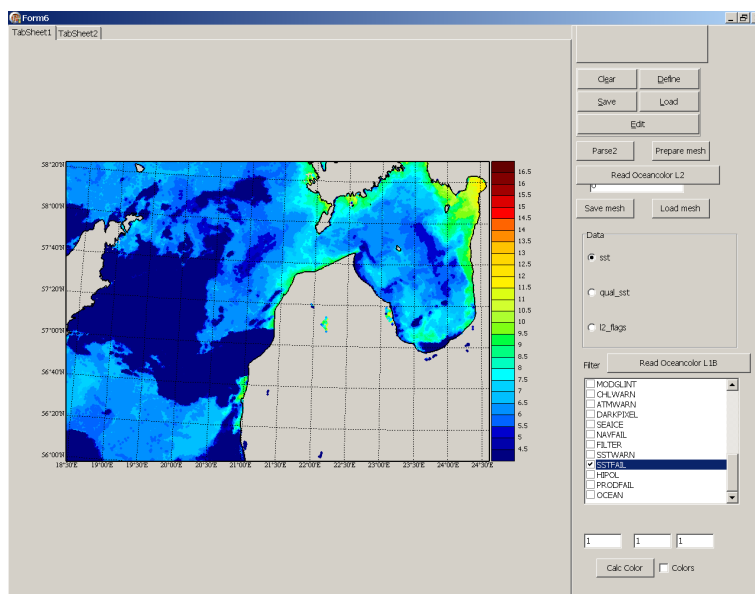 Form6
TabSheet1 TabSheet2
Clear Define
Save Load
Edit
Parse2 Prepare mesh
Read Oceancolor L2
Save mesh Load mesh
Data
sst
qual_sst
l2_flags
Filter Read Oceancolor L1B
MODGLINT
CHLWARN
ATMWARN
DARKPIXEL
SEAICE
NAVFAIL
FILTER
SSTWARN
SSTFAIL
HIPOL
PRODFAIL
OCEAN
1 1 1
Calc Color Colors
58°20'N
58°00'N
57°40'N
57°20'N
57°00'N
56°40'N
56°20'N
56°00'N
18°30'E 19°00'E 19°30'E 20°00'E 20°30'E 21°00'E 21°30'E 22°00'E 22°30'E 23°00'E 23°30'E 24°00'E 24°30'E
16.5
16
15.5
15
14.5
14
13.5
13
12.5
12
11.5
11
10.5
10
9.5
9
8.5
8
7.5
7
6.5
6
5.5
5
4.5